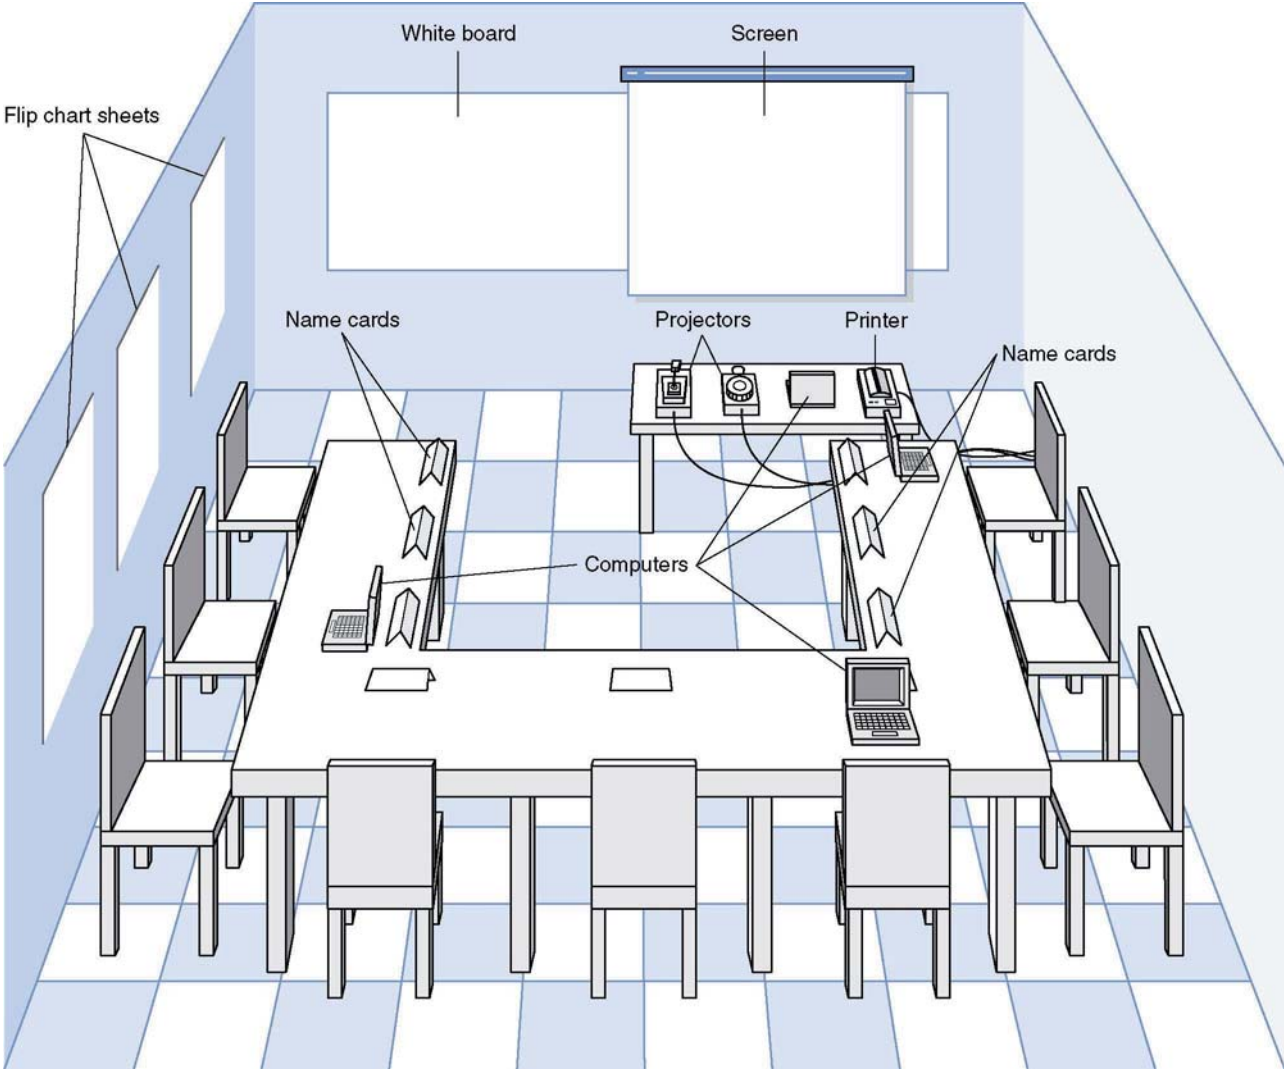 White board
Screen
Flip chart sheets
Name cards
Projectors
Printer
Name cards
Computers